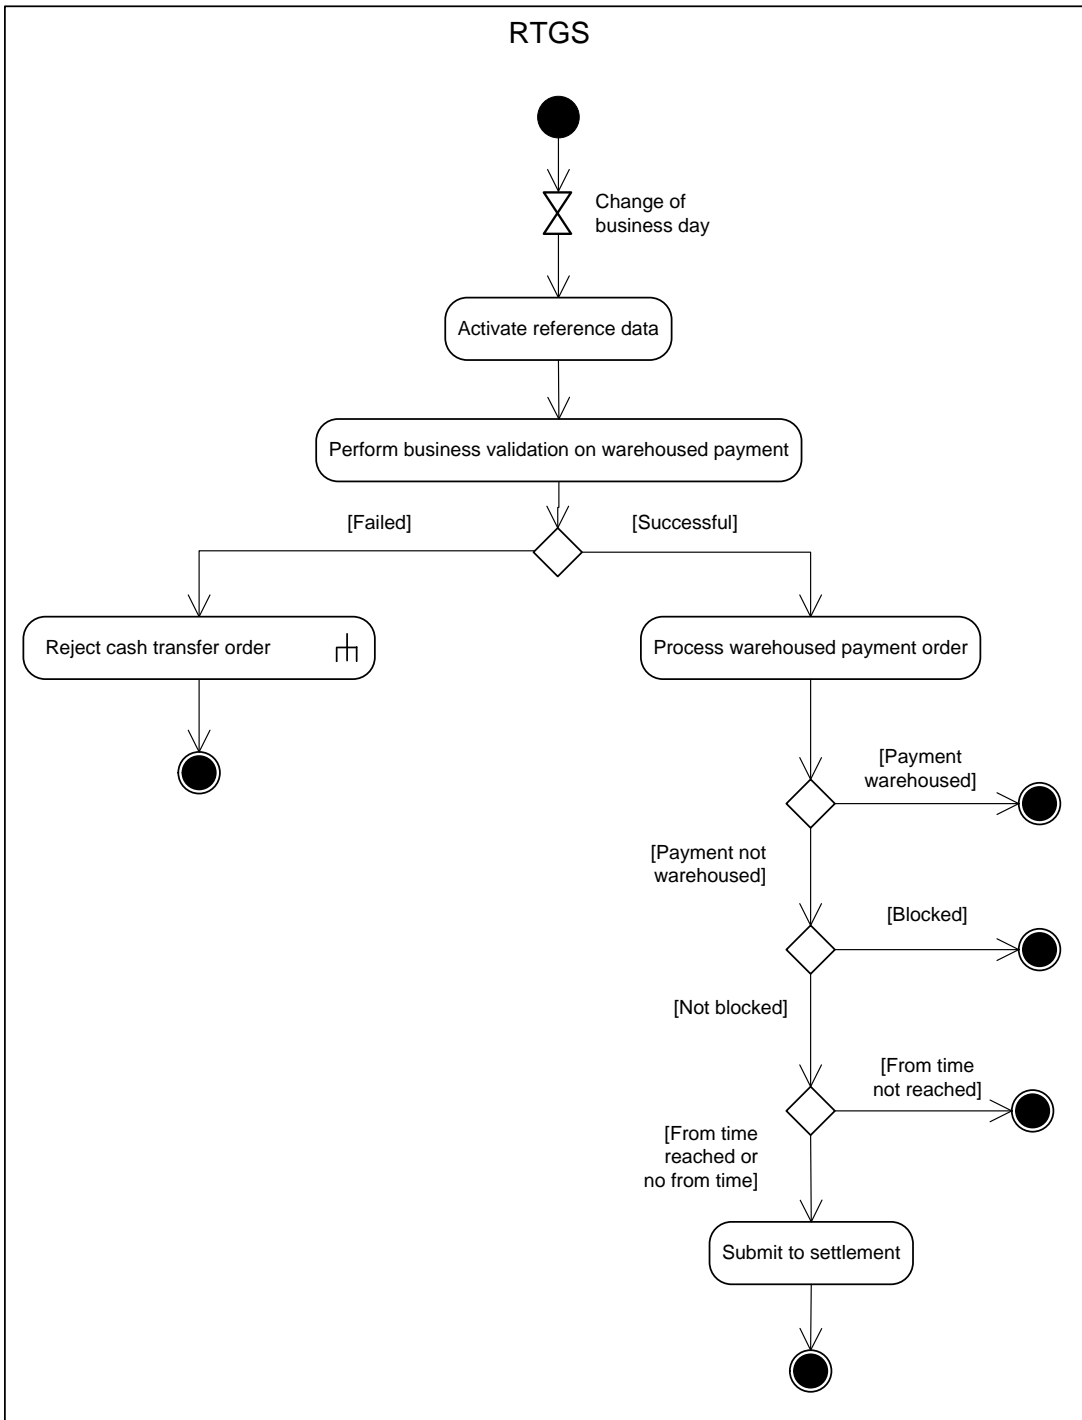 RTGS
Change of
business day
Activate reference data
Perform business validation on warehoused payment
[Failed]
[Successful]
Reject cash transfer order
Process warehoused payment order
[Payment
warehoused]
[Payment not
warehoused]
[Blocked]
[Not blocked]
[From time
not reached]
[From time
reached or
no from time]
Submit to settlement